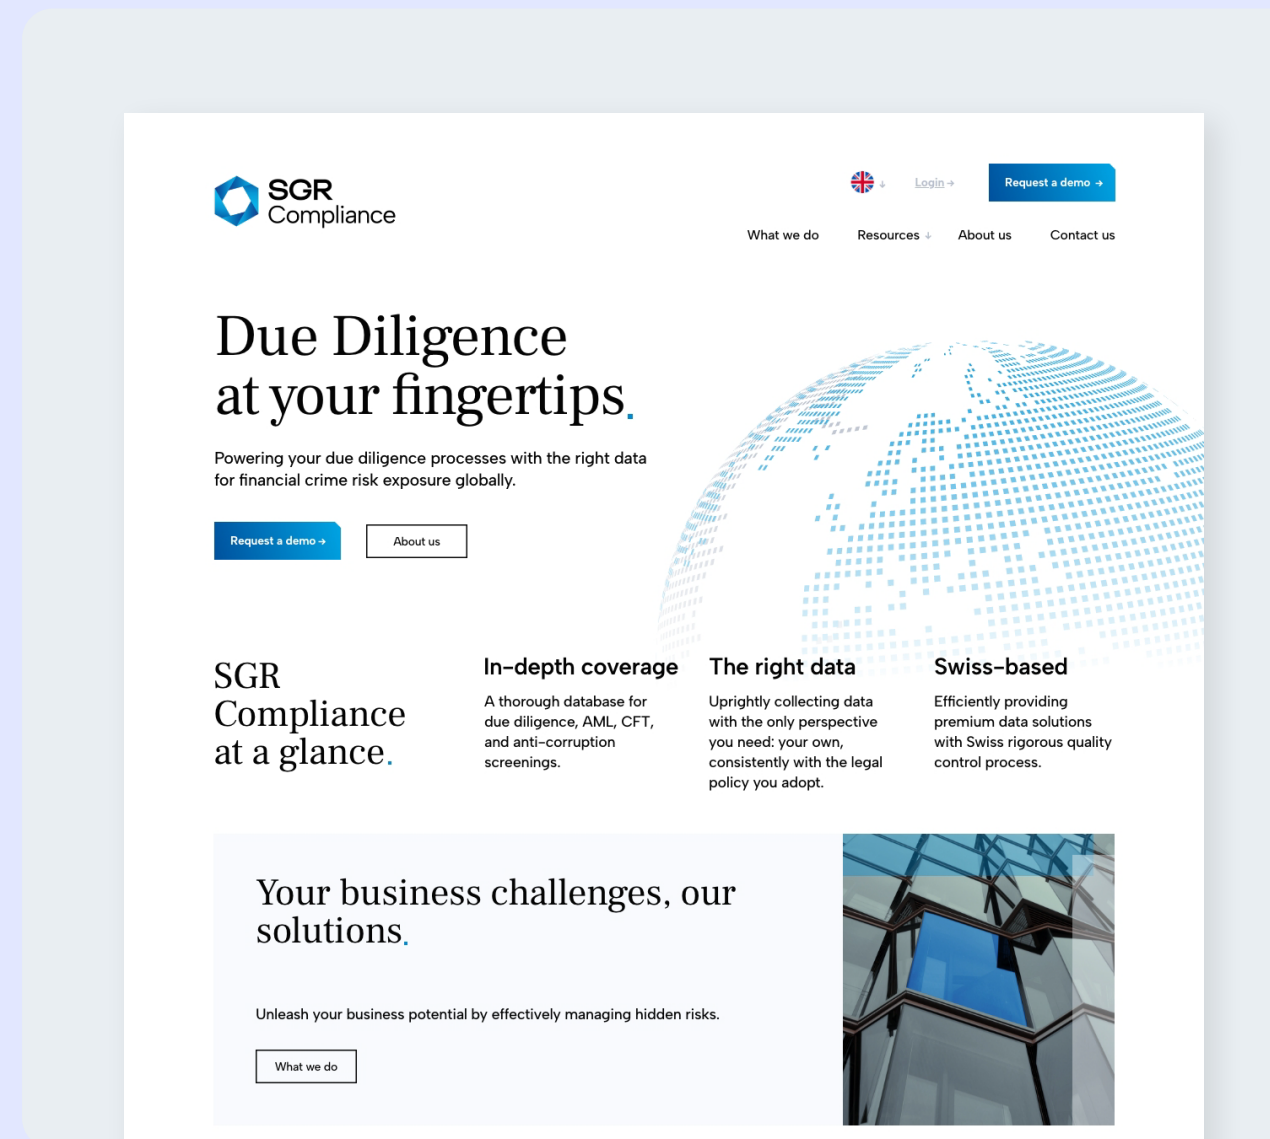 SGR
Compliance
Login
Request a demo
What we do
Resources
About us
Contact us
Due Diligence
at your fingertips.
Powering your due diligence processes with the right data
for financial crime risk exposure globally.
Request a demo
About us
SGR
Compliance
at a glance.
In-depth coverage
A thorough database for
due diligence, AML, CFT,
and anti-corruption
screenings.
The right data
Uprightly collecting data
with the only perspective
you need: your own,
consistently with the legal
policy you adopt.
Swiss-based
Efficiently providing
premium data solutions
with Swiss rigorous quality
control process.
Your business challenges, our
solutions.
Unleash your business potential by effectively managing hidden risks.
What we do